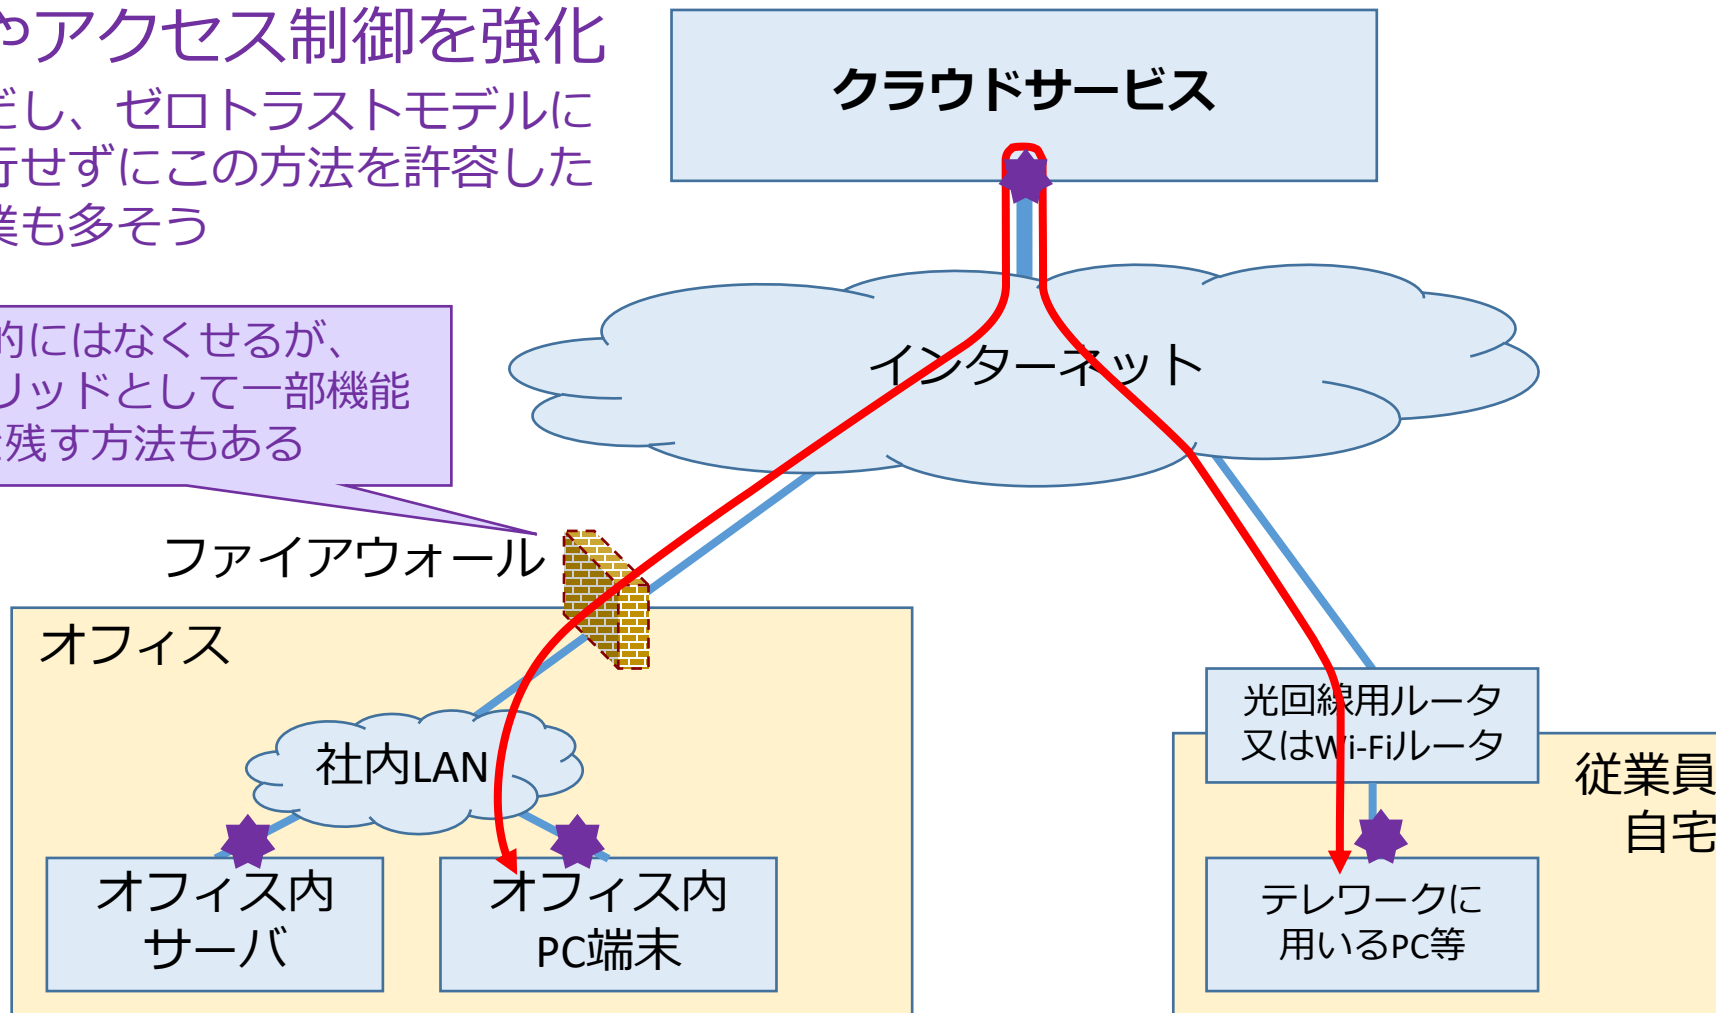 やアクセス制御を強化
だし、ゼロトラストモデルに
行せずにこの方法を許容した
業も多そう
クラウドサービス
的にはなくせるが、
リッドとして一部機能
を残す方法もある
インターネット
ファイアウォール
オフィス
社内LAN
オフィス内
サーバ
オフィス内
PC端末
光回線用ルータ
又はWi-Fiルータ
従業員
自宅
テレワークに
用いるPC等